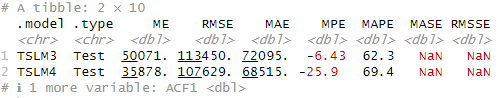 # A tibble: 2 × 10
.model .type ME RMSE MAE MPE MAPE MASE RMSSE
<chr> <chr> <dbl> <dbl> <dbl> <dbl> <dbl> <dbl> <dbl>
1 TSLM3 Test 50071. 113450. 72095. -6.43 62.3 NaN NaN
2 TSLM4 Test 35878. 107629. 68515. -25.9 69.4 NaN NaN
# ℹ 1 more variable: ACF1 <dbl>